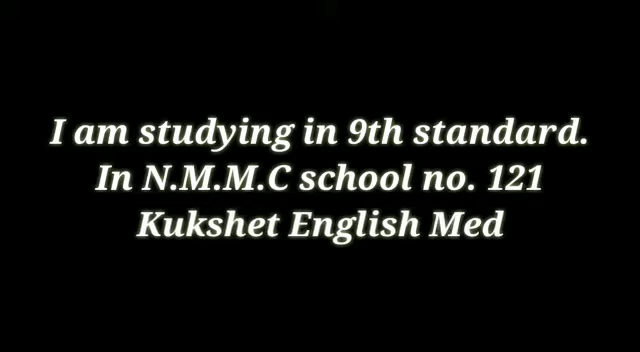 I am studying in 9th standard.
In N.M.M.C school no. 121
Kukshet English Med